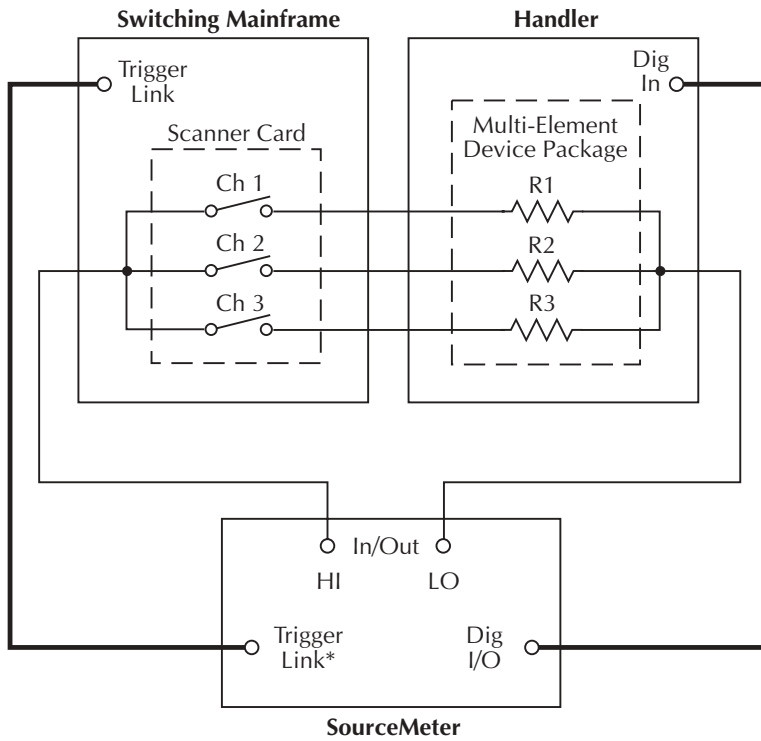 Switching Mainframe
Handler
Trigger
Link
Dig
In
Scanner Card
Multi-Element
Device Package
Ch 1
R1
Ch 2
R2
Ch 3
R3
In/Out
HI
LO
Trigger
Link*
Dig
I/O
SourceMeter